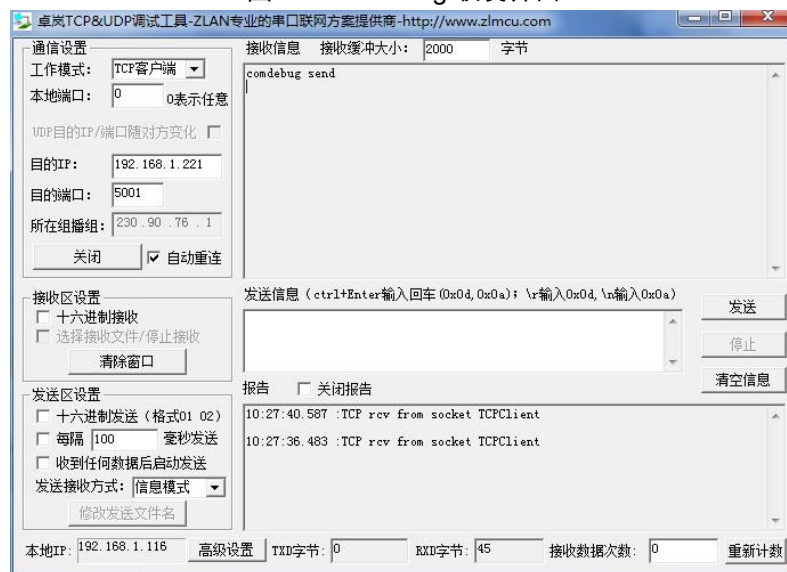 卓岚TCP&UDP调试工具-ZLAN专业的串口联网方案提供商-http://www.zlmcu.com
通信设置
工作模式: TCP客户端
本地端口: 0 0表示任意
UDP目的IP/端口随对方变化
目的IP: 192.168.1.221
目的端口: 5001
所在组播组: 230 .90 .76 . 1
关闭 自动重连
接收信息 接收缓冲大小: 2000 字节
comdebug send
接收区设置
十六进制接收
选择接收文件/停止接收
清除窗口
发送信息（ctrl+Enter输入回车(0x0d,0x0a); \r输入0x0d,\n输入0x0a）
发送
停止
清空信息
发送区设置
十六进制发送（格式01 02）
每隔 100 毫秒发送
收到任何数据后启动发送
发送接收方式: 信息模式
修改发送文件名
报告 关闭报告
10:27:40.587 :TCP rcv from socket TCPClient
10:27:36.483 :TCP rcv from socket TCPClient
本地IP: 192.168.1.116 高级设置 TXD字节: 0 RXD字节: 45 接收数据次数: 0 重新计数